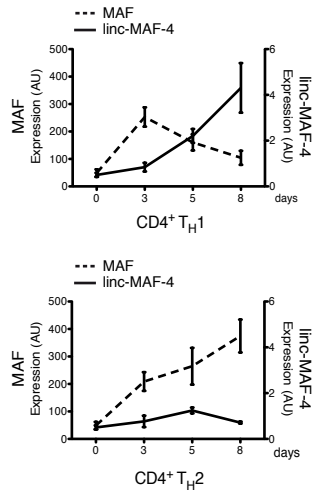 MAF
linc-MAF-4
500
400
300
200
100
0
6
4
2
0
MAF
Expression (AU)
linc-MAF-4
Expression (AU)
0 3 5 8 days
CD4+ TH1
MAF
linc-MAF-4
500
400
300
200
100
0
6
4
2
0
MAF
Expression (AU)
linc-MAF-4
Expression (AU)
0 3 5 8 days
CD4+ TH2